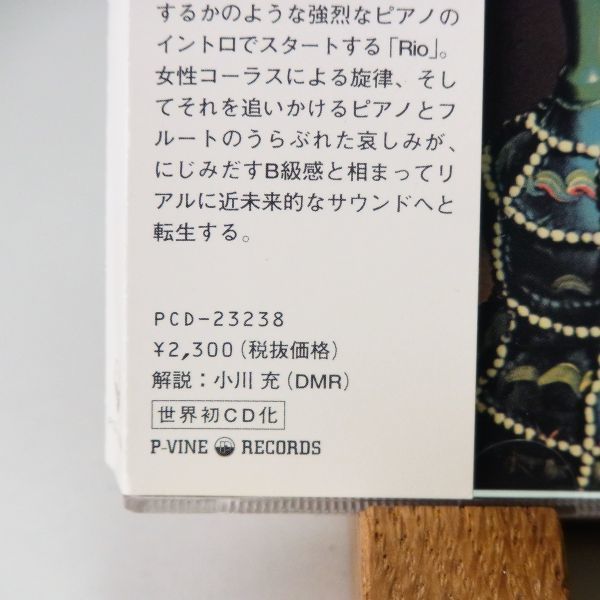 するかのような強烈なピアノの
イントロでスタートする「Rio」。
女性コーラスによる旋律、そし
てそれを追いかけるピアノとフ
ルートのうらぶれた哀しみが、
にじみだすB級感と相まってリ
アルに近未来的なサウンドへと
転生する。
PCD-23238
¥2,300(税抜価格)
解説:小川 充(DMR)
世界初CD化
P-VINE RECORDS